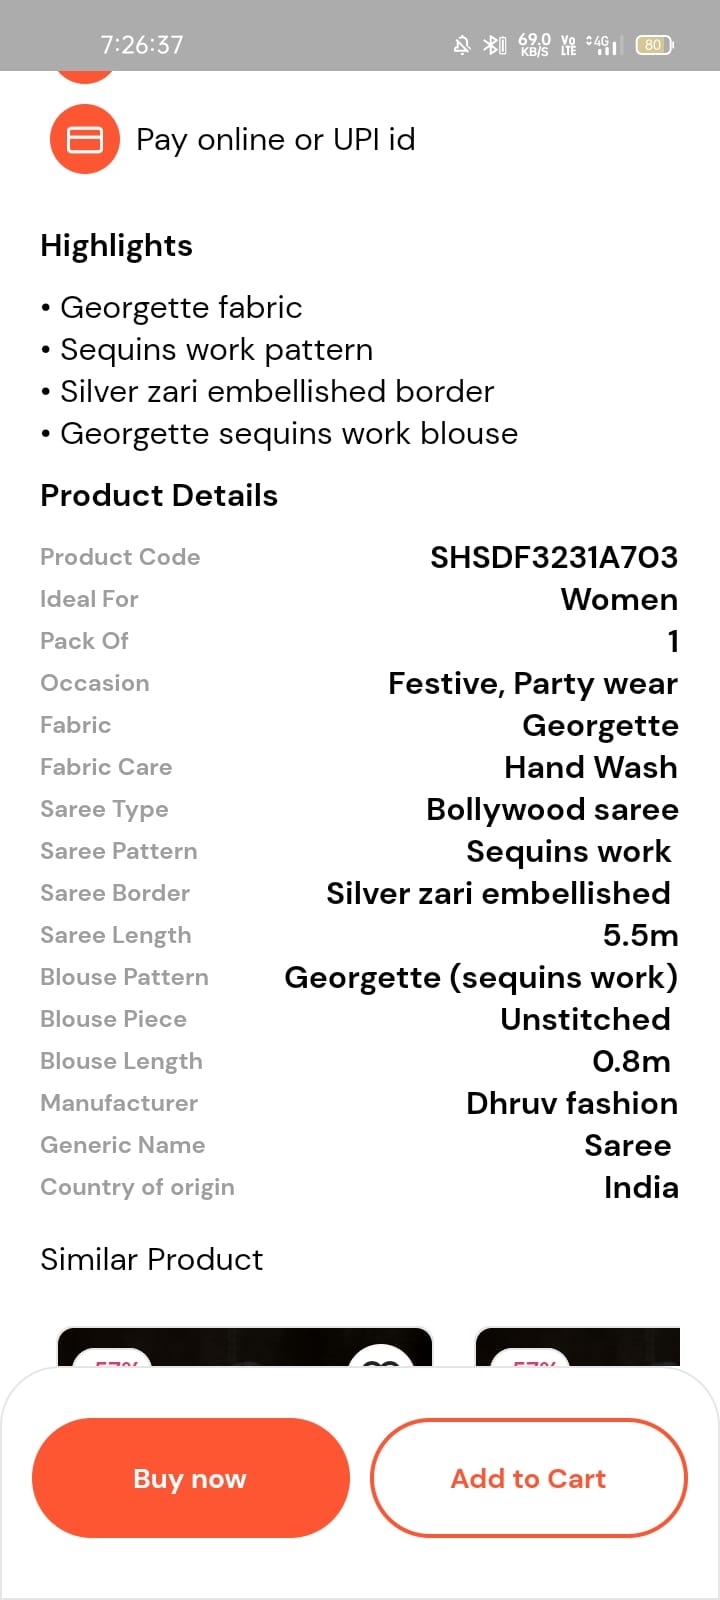 7:26:37
69.0
KB/S
Vo
LTE
4G
80
Pay online or UPI id
Highlights
• Georgette fabric
• Sequins work pattern
• Silver zari embellished border
• Georgette sequins work blouse
Product Details
Product Code SHSDF3231A703
Ideal For Women
Pack Of 1
Occasion Festive, Party wear
Fabric Georgette
Fabric Care Hand Wash
Saree Type Bollywood saree
Saree Pattern Sequins work
Saree Border Silver zari embellished
Saree Length 5.5m
Blouse Pattern Georgette (sequins work)
Blouse Piece Unstitched
Blouse Length 0.8m
Manufacturer Dhruv fashion
Generic Name Saree
Country of origin India
Similar Product
Buy now Add to Cart